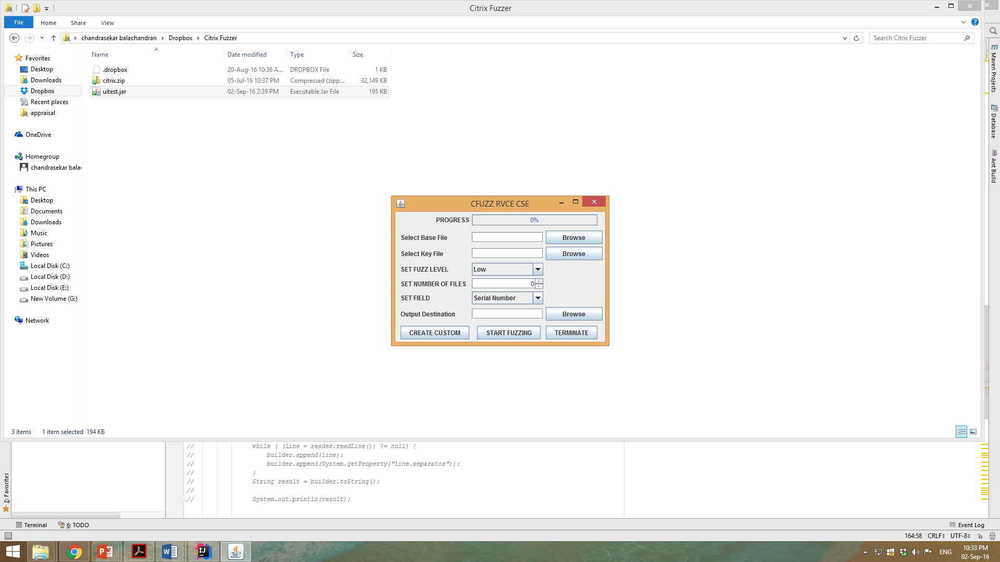 Citrix Fuzzer
File Home Share View
chandrasekar balachandran Dropbox Citrix Fuzzer
Search Citrix Fuzzer
Name Date modified Type Size
.dropbox 20-Aug-16 10:36 A... DROPBOX File 1 KB
citrix.zip 05-Jul-16 10:37 PM Compressed (zipp... 32,149 KB
uitest.jar 02-Sep-16 2:39 PM Executable Jar File 195 KB
Favorites
Desktop
Downloads
Dropbox
Recent places
appraisal
OneDrive
Homegroup
chandrasekar bala
This PC
Desktop
Documents
Downloads
Music
Pictures
Videos
Local Disk (C:)
Local Disk (D:)
Local Disk (E:)
New Volume (G:)
Network
CFUZZ RVCE CSE
PROGRESS 0%
Select Base File Browse
Select Key File Browse
SET FUZZ LEVEL Low
SET NUMBER OF FILES 0
SET FIELD Serial Number
Output Destination Browse
CREATE CUSTOM START FUZZING TERMINATE
m Maven Projects
Database
Ant Build
3 items 1 item selected 194 KB
// while ( (line = reader.readLine()) != null) {
// builder.append(line);
// builder.append(System.getProperty("line.separator"));
// }
// String result = builder.toString();
//
// System.out.println(result);
2: Favorites
Terminal 6: TODO Event Log
164:58 CRLF UTF-8
ENG 10:33 PM
02-Sep-16